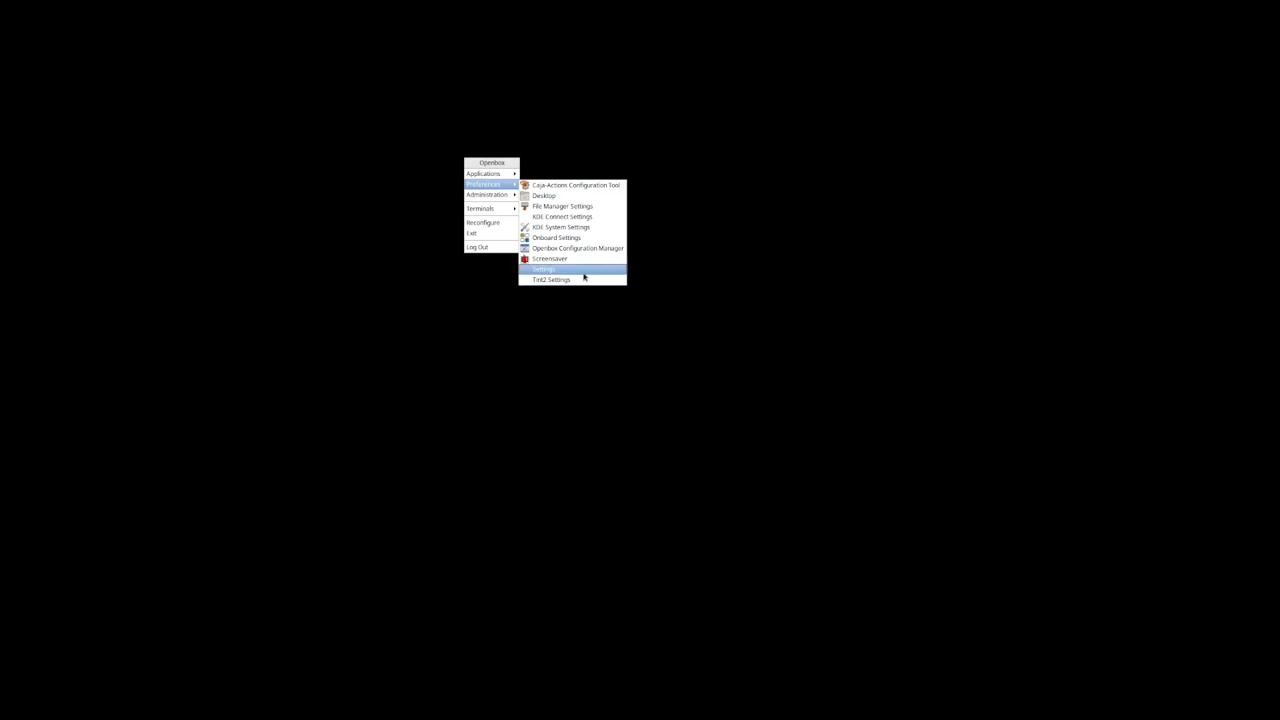 Openbox
Applications
Preferences
Administration
Terminals
Reconfigure
Exit
Log Out
Caja-Actions Configuration Tool
Desktop
File Manager Settings
KDE Connect Settings
KDE System Settings
Onboard Settings
Openbox Configuration Manager
Screensaver
Settings
Tint2 Settings